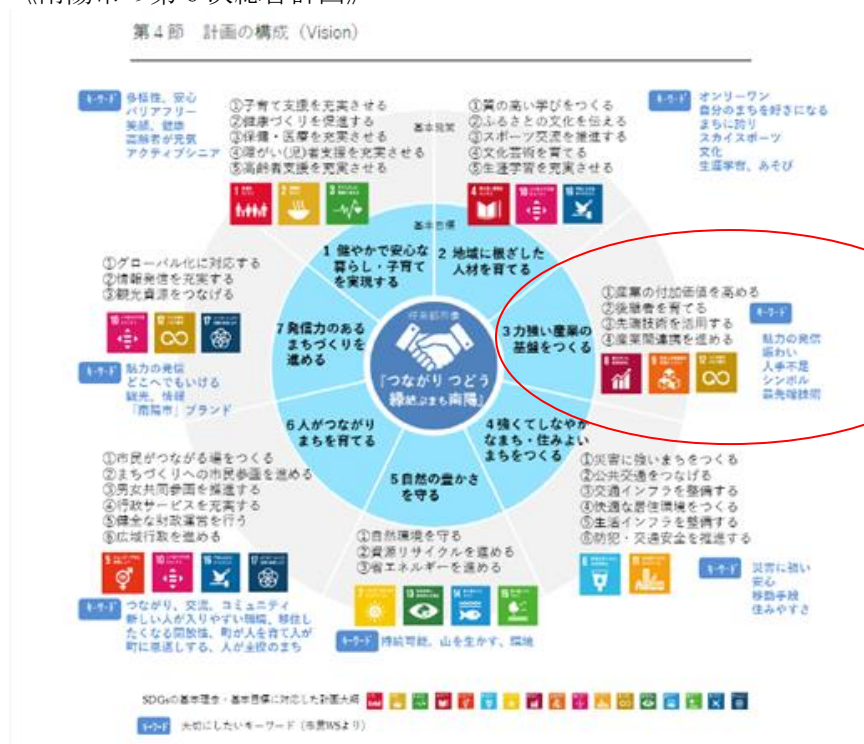 第4節 計画の構成 (Vision)
キーワード
多様性、安心
バリアフリー
笑顔、健康
高齢者が元気
アクティブシニア
①子育て支援を充実させる
②健康づくりを促進する
③保健・医療を充実させる
④障がい(児)者支援を充実させる
⑤高齢者支援を充実させる
基本施策
①質の高い学びをつくる
②ふるさとの文化を伝える
③スポーツ交流を推進する
④文化芸術を育てる
⑤生涯学習を充実させる
キーワード
オンリーワン
自分のまちを好きになる
まちに誇り
スカイスポーツ
文化
生涯学習、あそび
基本目標
1 健やかで安心な
暮らし・子育て
を実現する
2 地域に根ざした
人材を育てる
①グローバル化に対応する
②情報発信を充実する
③観光資源をつなげる
キーワード
魅力の発信
どこへでもいける
観光、情報
「南陽市」ブランド
7 発信力のある
まちづくりを
進める
将来都市像
『つながり つどう
縁結ぶまち 南陽』
3 力強い産業の
基盤をつくる
①産業の付加価値を高める
②後継者を育てる
③先端技術を活用する
④産業間連携を進める
キーワード
魅力の発信
賑わい
人手不足
シンボル
最先端技術
6 人がつながり
まちを育てる
4 強くてしなやか
なまち・住みよい
まちをつくる
5 自然の豊かさ
を守る
①市民がつながる場をつくる
②まちづくりへの市民参画を進める
③男女共同参画を推進する
④行政サービスを充実する
⑤健全な財政運営を行う
⑥広域行政を進める
キーワード
つながり、交流、コミュニティ
新しい人が入りやすい環境、移住し
たくなる開放性、町が人を育て人が
町に恩返しする、人が主役のまち
①自然環境を守る
②資源リサイクルを進める
③省エネルギーを進める
キーワード
持続可能、山を生かす、環境
①災害に強いまちをつくる
②公共交通をつなげる
③交通インフラを整備する
④快適な居住環境をつくる
⑤生活インフラを整備する
⑥防犯・交通安全を推進する
キーワード
災害に強い
安心
移動手段
住みやすさ
SDGsの基本理念・基本目標に対応した計画大綱
キーワード
大切にしたいキーワード (市民WSより)